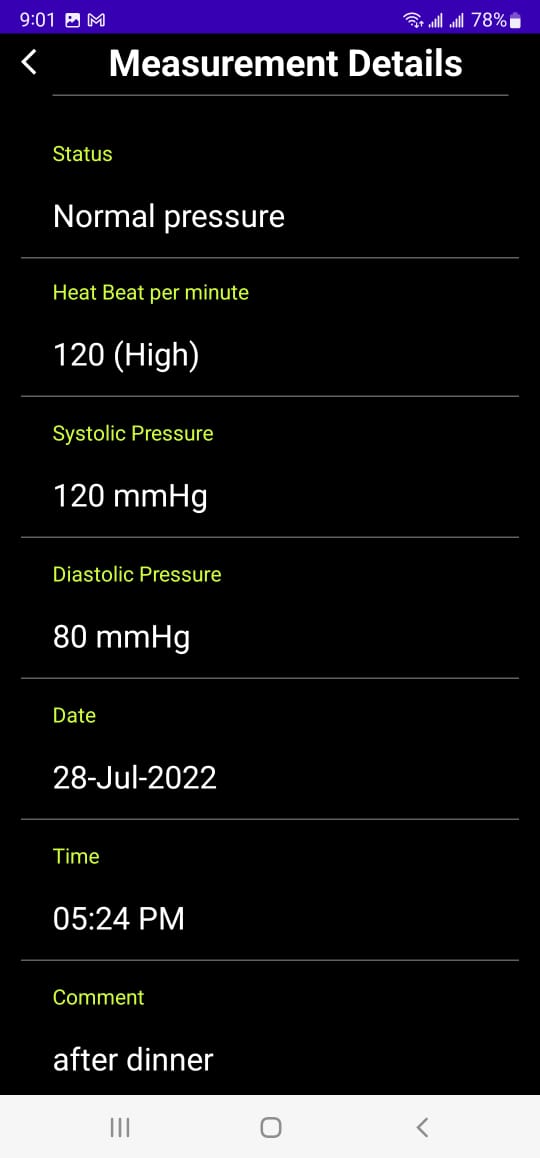 9:01 78%
Measurement Details
Status
Normal pressure
Heat Beat per minute
120 (High)
Systolic Pressure
120 mmHg
Diastolic Pressure
80 mmHg
Date
28-Jul-2022
Time
05:24 PM
Comment
after dinner